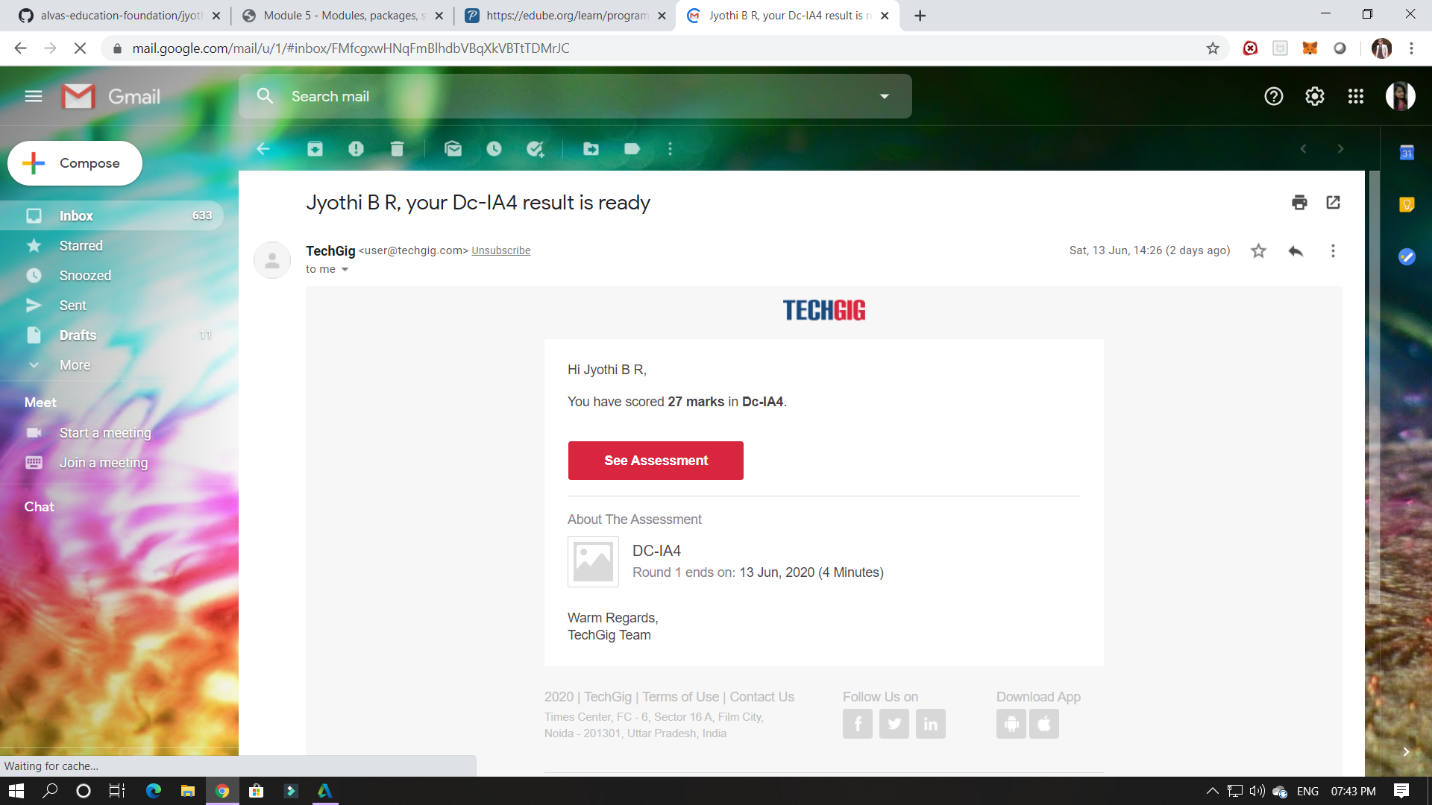 alvas-education-foundation/jyoth
Module 5 - Modules, packages, s
https://edube.org/learn/program
Jyothi B R, your Dc-IA4 result is r
mail.google.com/mail/u/1/#inbox/FMfcgxwHNqFmBlhdbVBqXkVBTtTDMrJC
Gmail
Search mail
Compose
Inbox 633
Starred
Snoozed
Sent
Drafts 11
More
Meet
Start a meeting
Join a meeting
Chat
Jyothi B R, your Dc-IA4 result is ready
TechGig <user@techgig.com> Unsubscribe
Sat, 13 Jun, 14:26 (2 days ago)
to me
TECHGIG
Hi Jyothi B R,
You have scored 27 marks in Dc-IA4.
See Assessment
About The Assessment
DC-IA4
Round 1 ends on: 13 Jun, 2020 (4 Minutes)
Warm Regards,
TechGig Team
2020 | TechGig | Terms of Use | Contact Us
Times Center, FC - 6, Sector 16 A, Film City,
Noida - 201301, Uttar Pradesh, India
Follow Us on
Download App
31
Waiting for cache...
ENG 07:43 PM